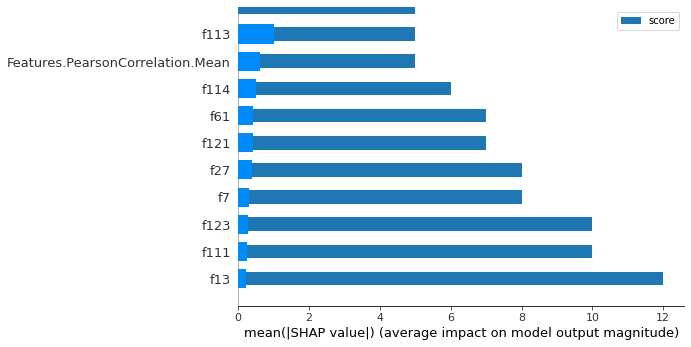 score
f113
Features.PearsonCorrelation.Mean
f114
f61
f121
f27
f7
f123
f111
f13
0 2 4 6 8 10 12
mean(|SHAP value|) (average impact on model output magnitude)